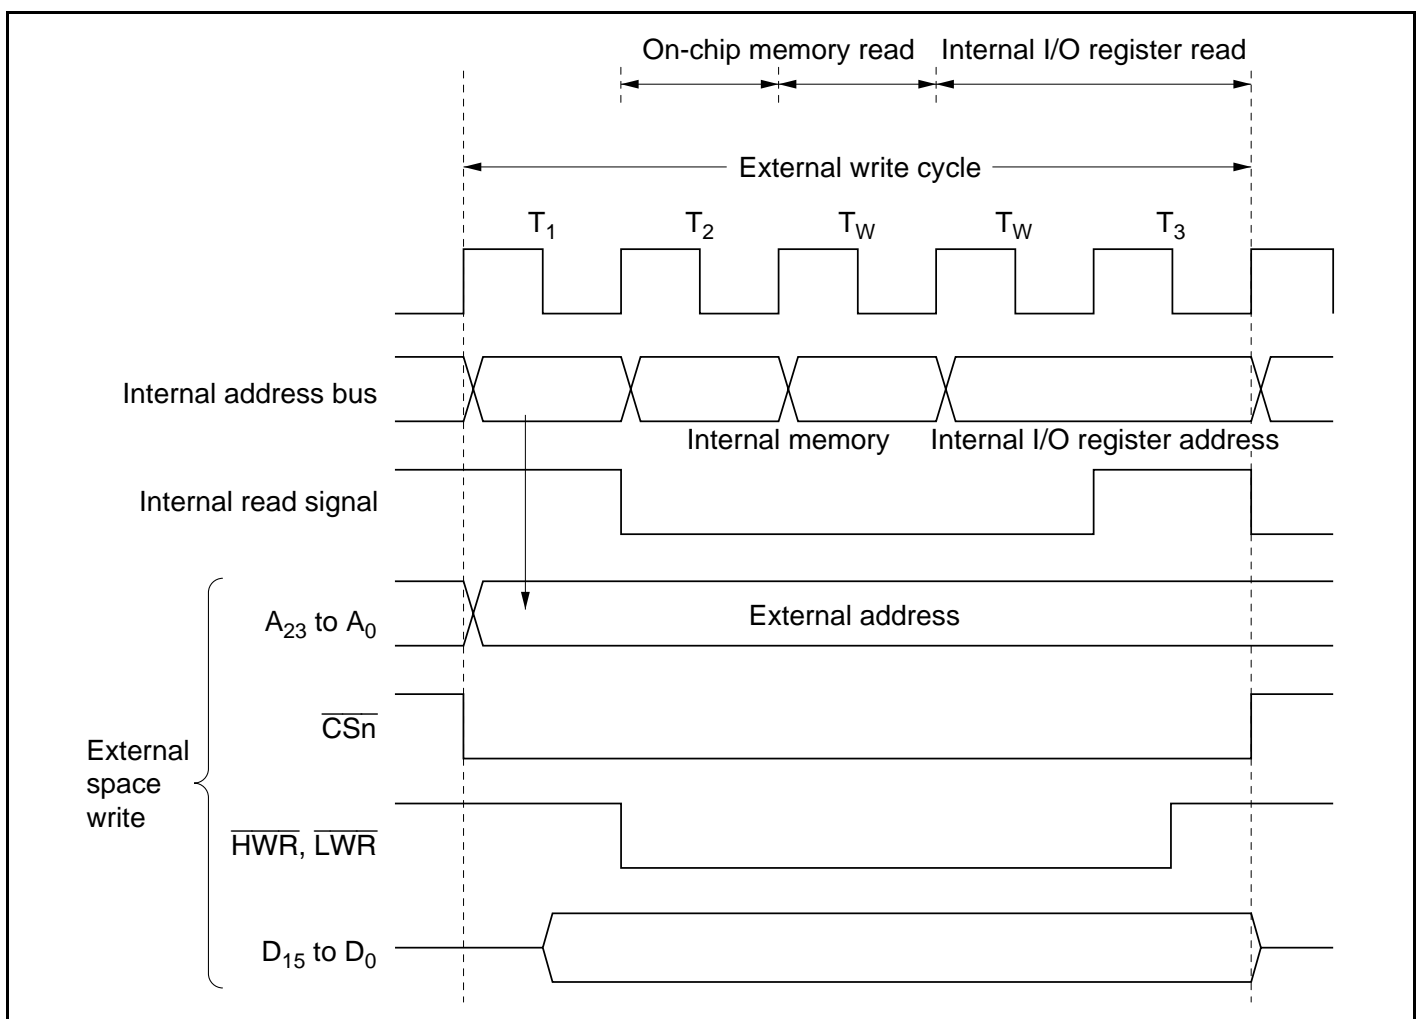 On-chip memory read Internal I/O register read
External write cycle
T1 T2 TW TW T3
Internal address bus
Internal memory Internal I/O register address
Internal read signal
A23 to A0 External address
CSn
External
space
write
HWR, LWR
D15 to D0